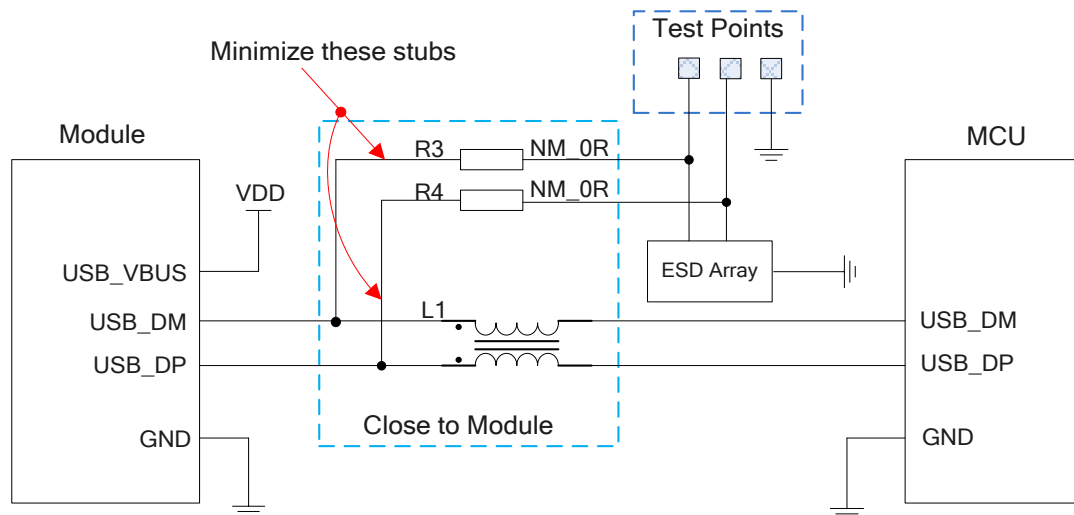 Test Points
Minimize these stubs
Module
MCU
R3
NM_0R
VDD
R4
NM_0R
ESD Array
USB_VBUS
L1
USB_DM
USB_DM
USB_DP
USB_DP
Close to Module
GND
GND